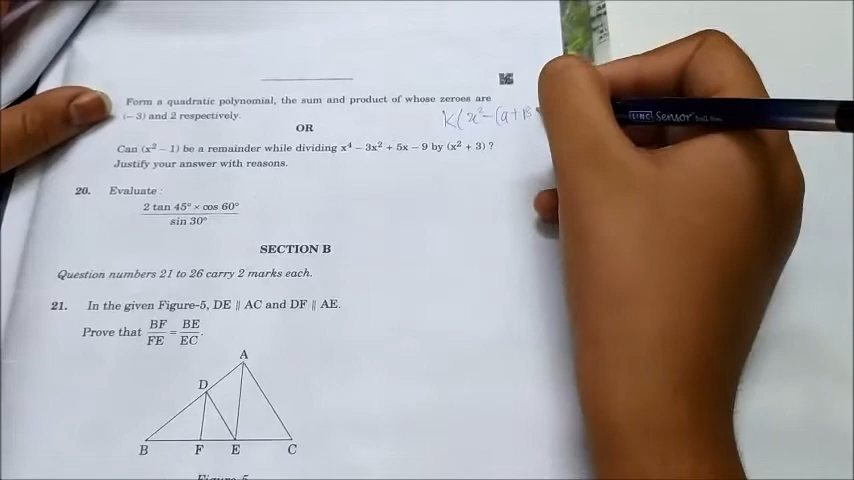 Form a quadratic polynomial, the sum and product of whose zeroes are
(– 3) and 2 respectively.
K(x² – (α + β
LINC Sensor
OR
Can (x² – 1) be a remainder while dividing x⁴ – 3x² + 5x – 9 by (x² + 3) ?
Justify your answer with reasons.
20. Evaluate :
2 tan 45° × cos 60°
sin 30°
SECTION B
Question numbers 21 to 26 carry 2 marks each.
21. In the given Figure-5, DE || AC and DF || AE.
Prove that BF/FE = BE/EC.
A
D
B F E C
Figure-5